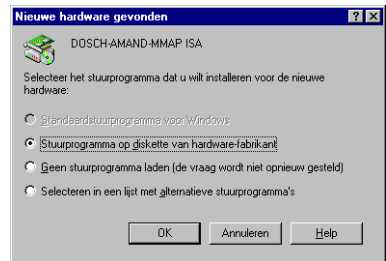 Nieuwe hardware gevonden
DOSCH-AMAND-MMAP ISA
Selecteer het stuurprogramma dat u wilt installeren voor de nieuwe
hardware:
Standaardstuurprogramma voor Windows
Stuurprogramma op diskette van hardware-fabrikant
Geen stuurprogramma laden (de vraag wordt niet opnieuw gesteld)
Selecteren in een lijst met alternatieve stuurprogramma's
OK Annuleren Help